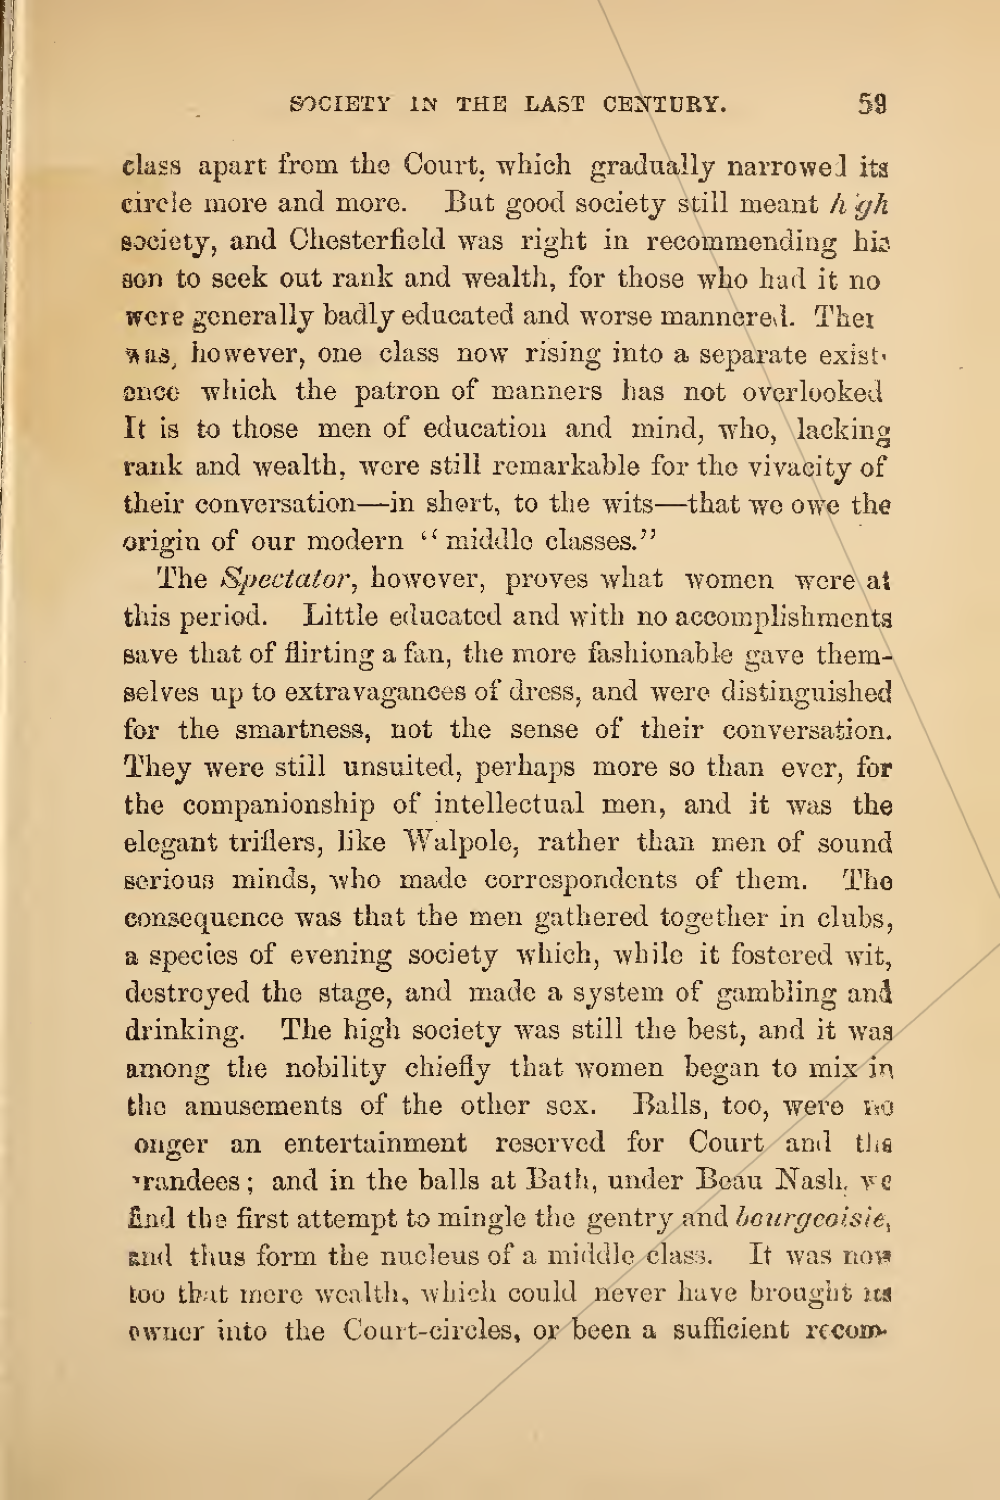 SOCIETY IN THE LAST CENTURY. 59
class apart from the Court, which gradually narrowed its
circle more and more. But good society still meant high
society, and Chesterfield was right in recommending his
son to seek out rank and wealth, for those who had it no
were generally badly educated and worse mannered. Ther
was, however, one class now rising into a separate exist-
ence which the patron of manners has not overlooked
It is to those men of education and mind, who, lacking
rank and wealth, were still remarkable for the vivacity of
their conversation—in short, to the wits—that we owe the
origin of our modern “middle classes.”
The Spectator, however, proves what women were at
this period. Little educated and with no accomplishments
save that of flirting a fan, the more fashionable gave them-
selves up to extravagances of dress, and were distinguished
for the smartness, not the sense of their conversation.
They were still unsuited, perhaps more so than ever, for
the companionship of intellectual men, and it was the
elegant triflers, like Walpole, rather than men of sound
serious minds, who made correspondents of them. The
consequence was that the men gathered together in clubs,
a species of evening society which, while it fostered wit,
destroyed the stage, and made a system of gambling and
drinking. The high society was still the best, and it was
among the nobility chiefly that women began to mix in
the amusements of the other sex. Balls, too, were no
onger an entertainment reserved for Court and the
randees; and in the balls at Bath, under Beau Nash, we
find the first attempt to mingle the gentry and bourgeoisie,
and thus form the nucleus of a middle class. It was now
too that mere wealth, which could never have brought its
owner into the Court-circles, or been a sufficient recom-